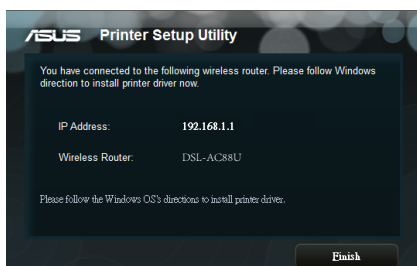 ASUS Printer Setup Utility
You have connected to the following wireless router. Please follow Windows
direction to install printer driver now.
IP Address: 192.168.1.1
Wireless Router: DSL-AC88U
Please follow the Windows OS's directions to install printer driver.
Finish